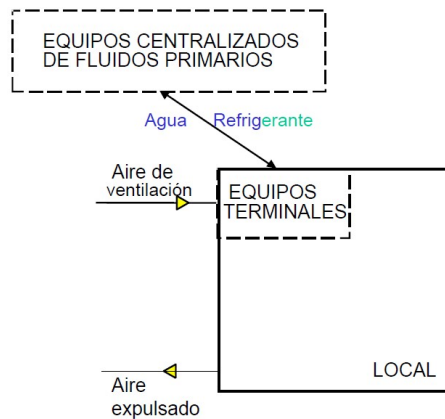 EQUIPOS CENTRALIZADOS
DE FLUIDOS PRIMARIOS
Agua Refrigerante
Aire de
ventilación
EQUIPOS
TERMINALES
LOCAL
Aire
expulsado